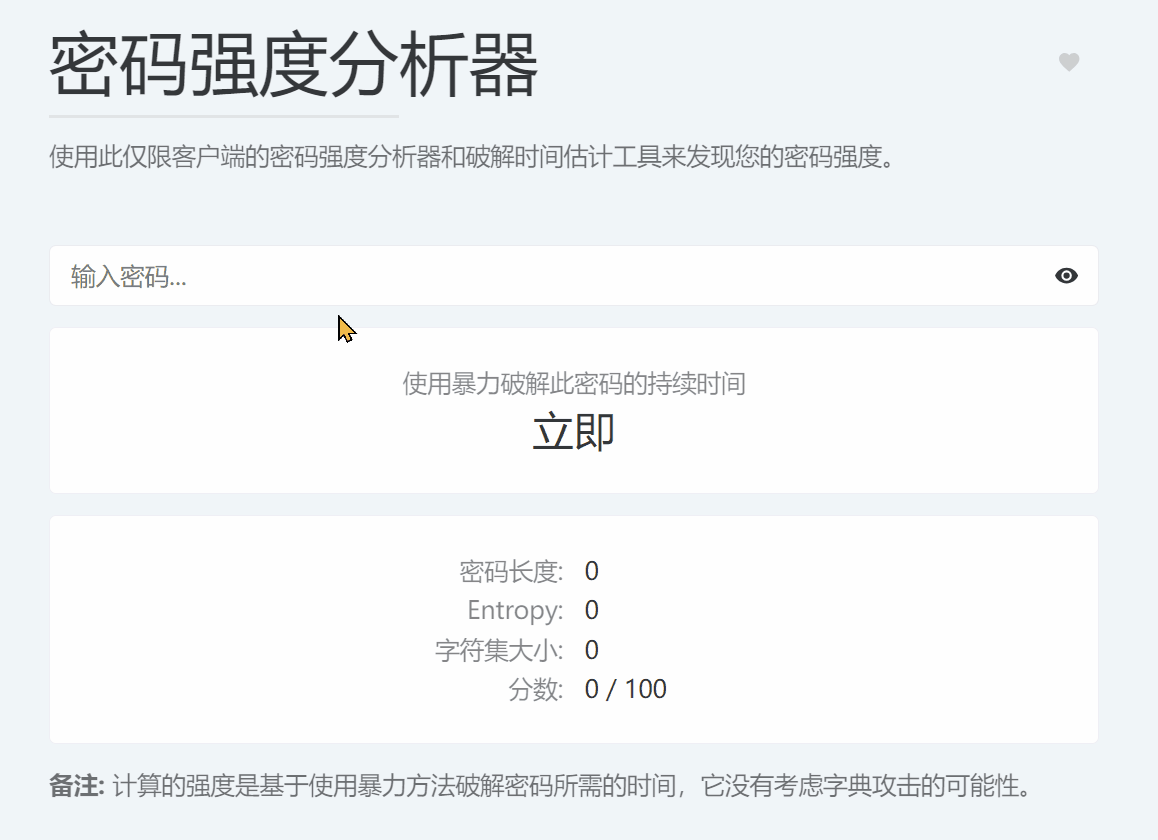 密码强度分析器
使用此仅限客户端的密码强度分析器和破解时间估计工具来发现您的密码强度。
输入密码...
使用暴力破解此密码的持续时间
立即
密码长度: 0
Entropy: 0
字符集大小: 0
分数: 0 / 100
备注: 计算的强度是基于使用暴力方法破解密码所需的时间，它没有考虑字典攻击的可能性。